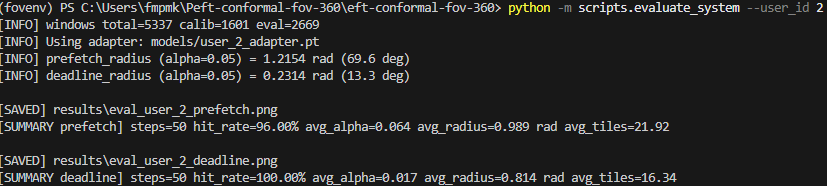 (fovenv) PS C:\Users\fmpmk\Peft-conformal-fov-360\eft-conformal-fov-360> python -m scripts.evaluate_system --user_id 2
[INFO] windows total=5337 calib=1601 eval=2669
[INFO] Using adapter: models/user_2_adapter.pt
[INFO] prefetch_radius (alpha=0.05) = 1.2154 rad (69.6 deg)
[INFO] deadline_radius (alpha=0.05) = 0.2314 rad (13.3 deg)
[SAVED] results\eval_user_2_prefetch.png
[SUMMARY prefetch] steps=50 hit_rate=96.00% avg_alpha=0.064 avg_radius=0.989 rad avg_tiles=21.92
[SAVED] results\eval_user_2_deadline.png
[SUMMARY deadline] steps=50 hit_rate=100.00% avg_alpha=0.017 avg_radius=0.814 rad avg_tiles=16.34